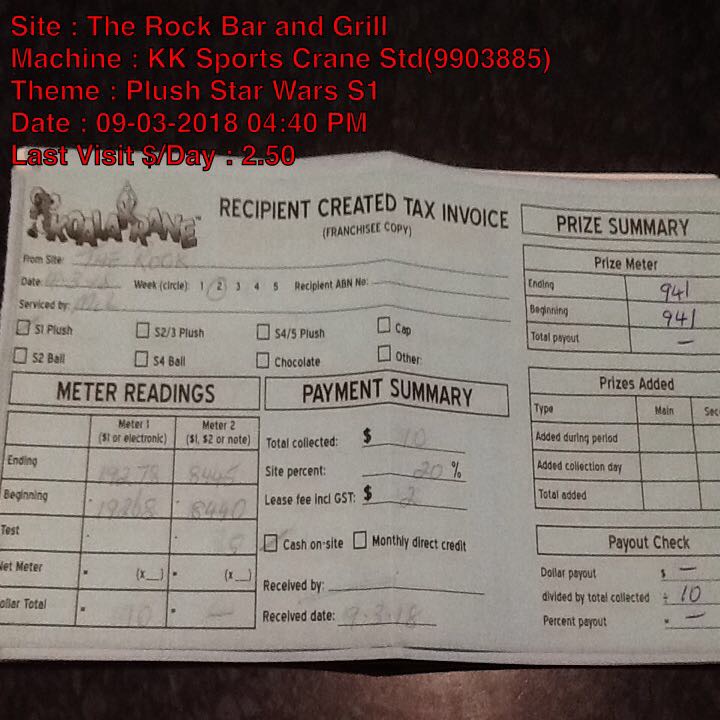 Site : The Rock Bar and Grill
Machine : KK Sports Crane Std(9903885)
Theme : Plush Star Wars S1
Date : 09-03-2018 04:40 PM
Last Visit $/Day : 2.50
KOALA KRANE™
RECIPIENT CREATED TAX INVOICE
(FRANCHISEE COPY)
From Site: THE ROCK
Date: 9.3.18 Week (circle): 1 2 3 4 5 Recipient ABN No:
Serviced by:
S1 Plush S2/3 Plush S4/5 Plush Cap
S2 Ball S4 Ball Chocolate Other:
METER READINGS
Meter 1 Meter 2
($1 or electronic) ($1, $2 or note)
Ending 19278 8445
Beginning 19268 8440
Test
Net Meter = (x__) = (x__)
ollar Total = 10 = —
PAYMENT SUMMARY
Total collected: $ 10
Site percent: 20 %
Lease fee incl GST: $ 2
Cash on-site Monthly direct credit
Received by:
Received date: 9.3.18
PRIZE SUMMARY
Prize Meter
Ending 941
Beginning 941
Total payout —
Prizes Added
Type Main Sec
Added during period
Added collection day
Total added
Payout Check
Dollar payout $ —
divided by total collected ÷ 10
Percent payout = —